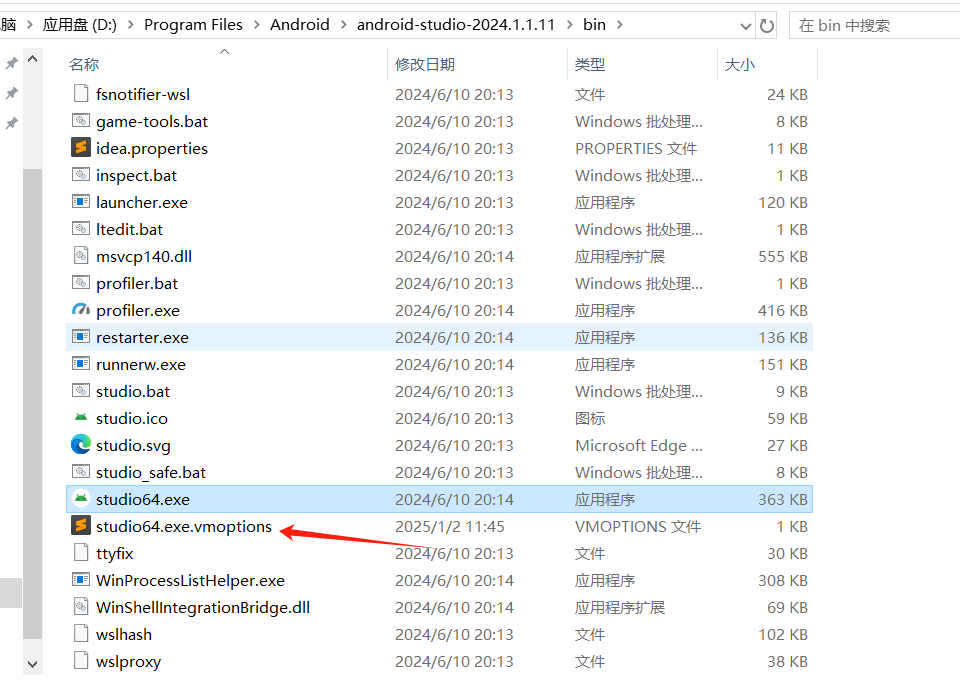 脑 > 应用盘 (D:) > Program Files > Android > android-studio-2024.1.1.11 > bin >
在 bin 中搜索
名称 修改日期 类型 大小
fsnotifier-wsl 2024/6/10 20:13 文件 24 KB
game-tools.bat 2024/6/10 20:13 Windows 批处理... 8 KB
idea.properties 2024/6/10 20:13 PROPERTIES 文件 11 KB
inspect.bat 2024/6/10 20:13 Windows 批处理... 1 KB
launcher.exe 2024/6/10 20:13 应用程序 120 KB
ltedit.bat 2024/6/10 20:13 Windows 批处理... 1 KB
msvcp140.dll 2024/6/10 20:13 应用程序扩展 555 KB
profiler.bat 2024/6/10 20:13 Windows 批处理... 1 KB
profiler.exe 2024/6/10 20:14 应用程序 416 KB
restarter.exe 2024/6/10 20:14 应用程序 136 KB
runnerw.exe 2024/6/10 20:14 应用程序 151 KB
studio.bat 2024/6/10 20:13 Windows 批处理... 9 KB
studio.ico 2024/6/10 20:13 图标 59 KB
studio.svg 2024/6/10 20:13 Microsoft Edge ... 27 KB
studio_safe.bat 2024/6/10 20:13 Windows 批处理... 8 KB
studio64.exe 2024/6/10 20:14 应用程序 363 KB
studio64.exe.vmoptions 2025/1/2 11:45 VMOPTIONS 文件 1 KB
ttyfix 2024/6/10 20:13 文件 30 KB
WinProcessListHelper.exe 2024/6/10 20:14 应用程序 308 KB
WinShellIntegrationBridge.dll 2024/6/10 20:14 应用程序扩展 69 KB
wslhash 2024/6/10 20:13 文件 102 KB
wslproxy 2024/6/10 20:13 文件 38 KB